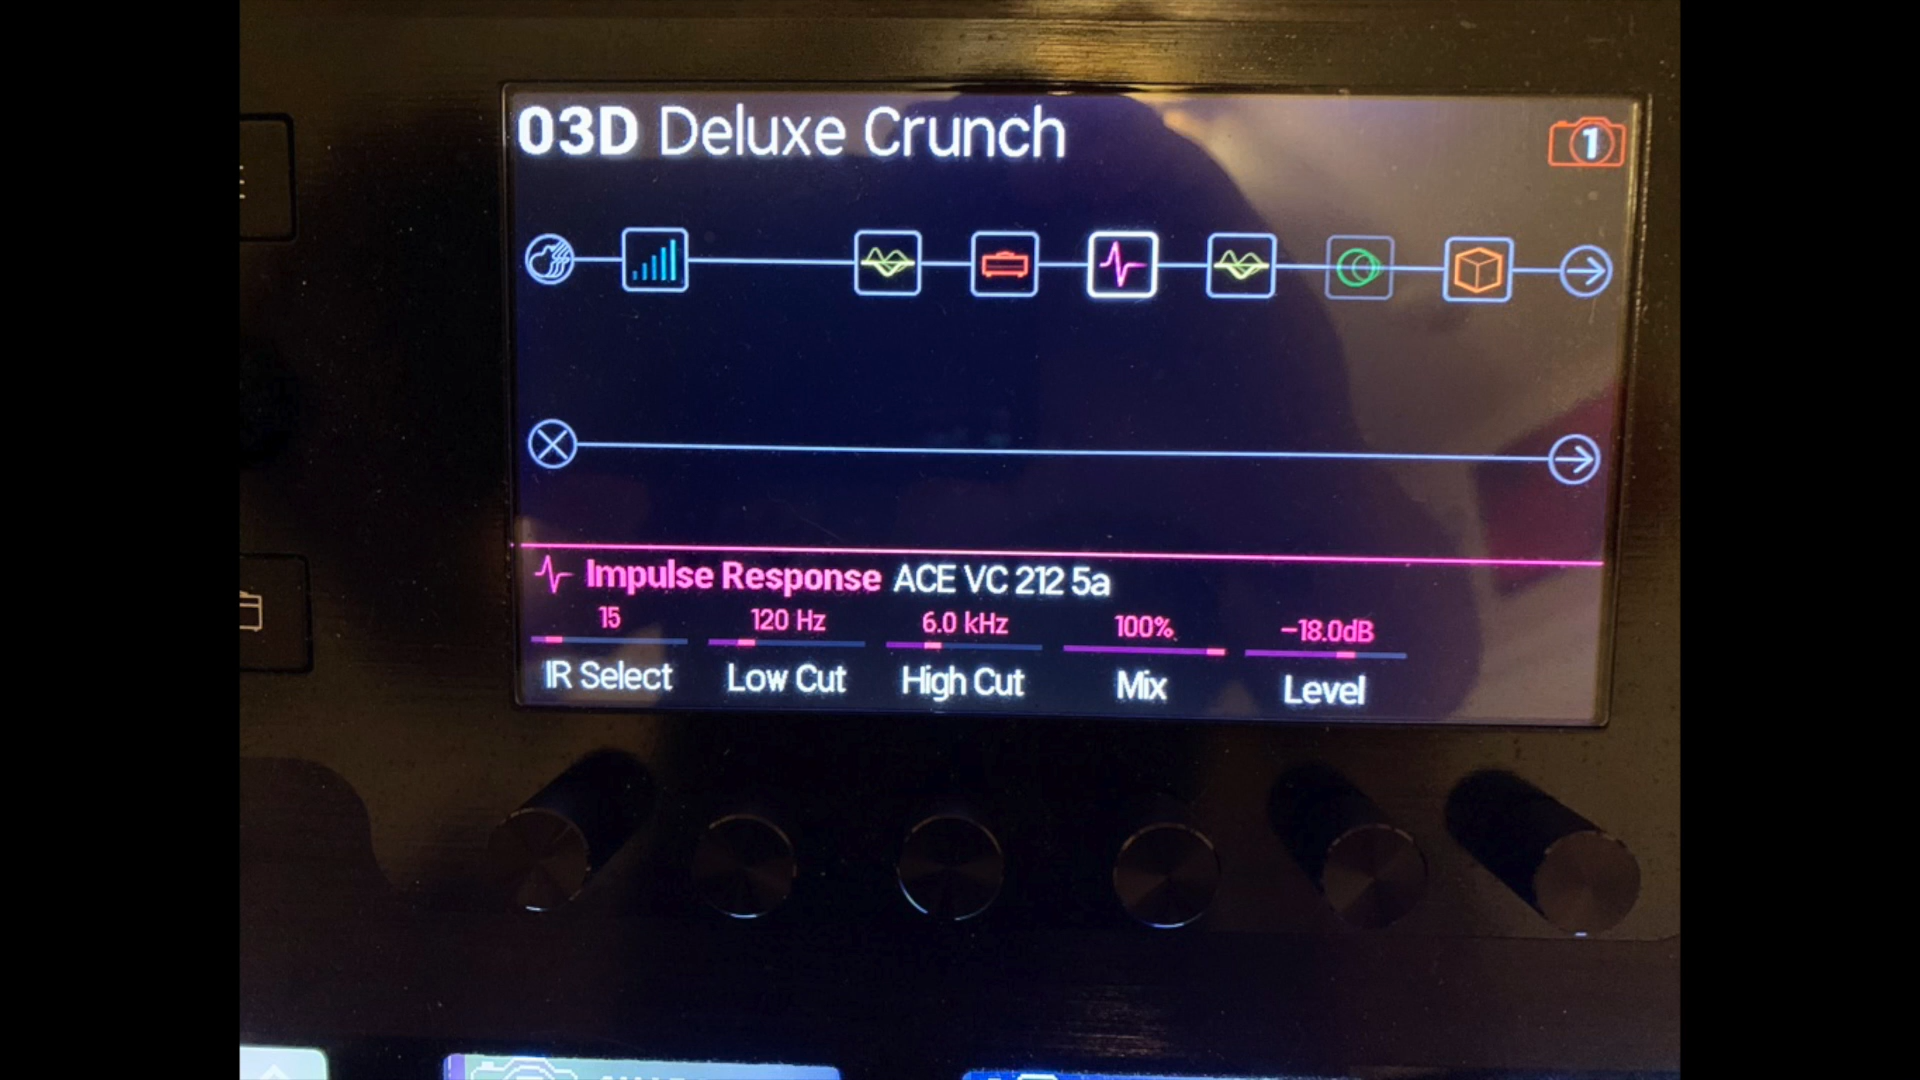 03D Deluxe Crunch
1
Impulse Response ACE VC 212 5a
15 120 Hz 6.0 kHz 100% −18.0dB
IR Select Low Cut High Cut Mix Level